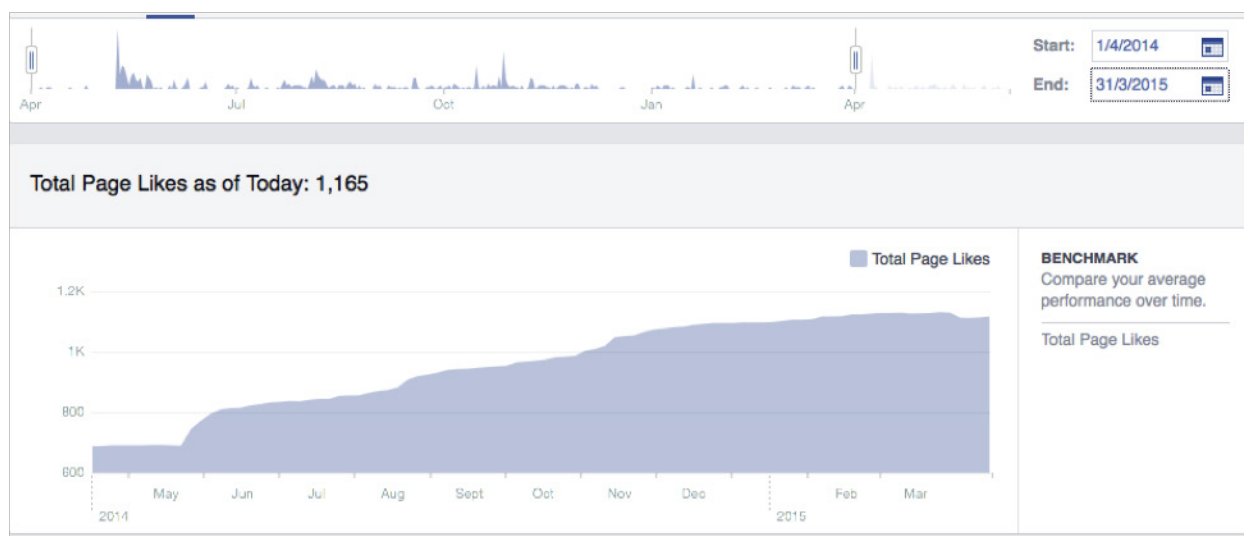 Start: 1/4/2014
End: 31/3/2015
Apr Jul Oct Jan Apr
Total Page Likes as of Today: 1,165
Total Page Likes
1.2K
1K
800
600
May Jun Jul Aug Sept Oct Nov Dec Feb Mar
2014 2015
BENCHMARK
Compare your average
performance over time.
Total Page Likes